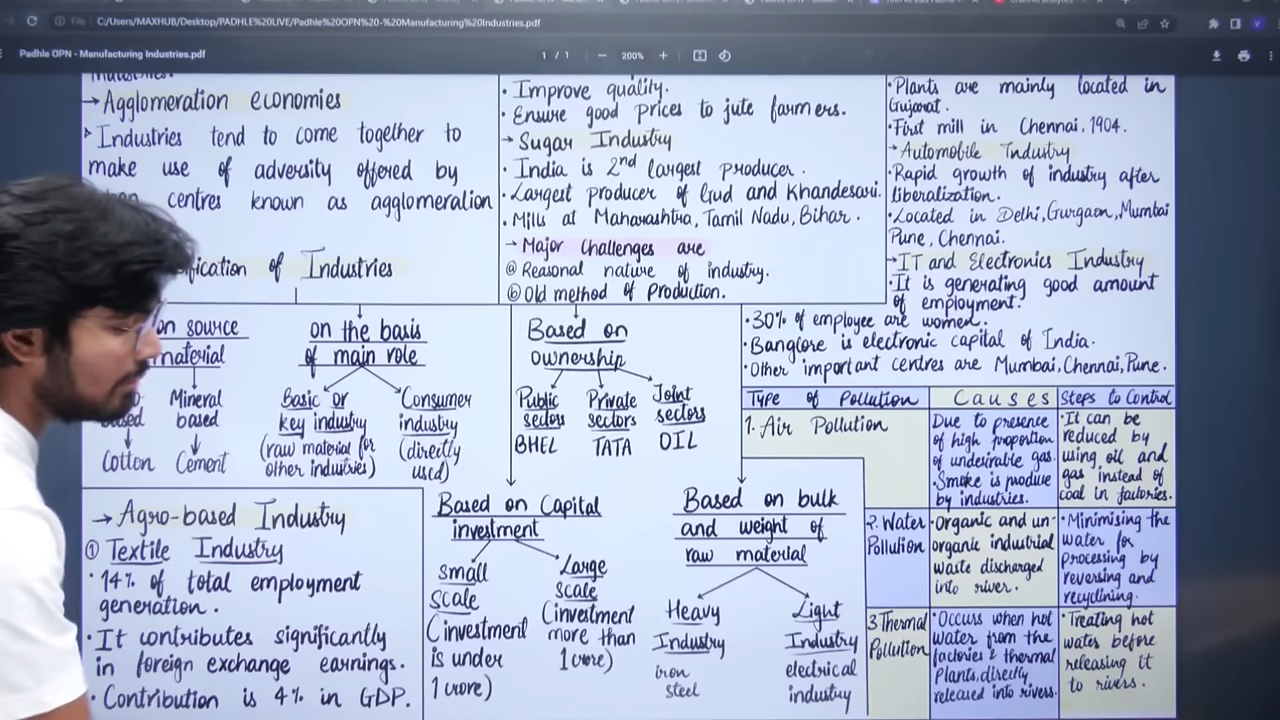 File
C:/Users/MAXHUB/Desktop/PADHLE%20LIVE/Padhle%20OPN%20-%20Manufacturing%20Industries.pdf
Padhle OPN - Manufacturing Industries.pdf
1 / 1
200%
→ Agglomeration economies
Industries tend to come together to
make use of adversity offered by
centres known as agglomeration
of Industries
on source
material
Mineral
based
Cotton
Cement
on the basis
of main role
Basic or
key industry
(raw material for
other industries)
Consumer
industry
(directly
used)
→ Agro-based Industry
① Textile Industry
• 14% of total employment
generation.
• It contributes significantly
in foreign exchange earnings.
• Contribution is 4% in GDP.
• Improve quality.
• Ensure good prices to jute farmers.
→ Sugar Industry
• India is 2nd largest producer.
• Largest producer of Gud and Khandesari.
• Mills at Maharashtra, Tamil Nadu, Bihar.
→ Major Challenges are
ⓐ Reasonal nature of industry.
ⓑ Old method of Production.
Based on
ownership
Public
sectors
BHEL
Private
sectors
TATA
Joint
sectors
OIL
Based on Capital
investment
small
scale
(investment
is under
1 crore)
Large
scale
(investment
more than
1 crore)
Based on bulk
and weight of
raw material
Heavy
Industry
iron
steel
Light
Industry
electrical
industry
• Plants are mainly located in
Gujarat.
• First mill in Chennai, 1904.
→ Automobile Industry
• Rapid growth of industry after
liberalization.
• Located in Delhi, Gurgaon, Mumbai
Pune, Chennai.
→ IT and Electronics Industry
• It is generating good amount
of employment.
• 30% of employee are women.
• Banglore is electronic capital of India.
• Other important centres are Mumbai, Chennai, Pune.
Type of Pollution
Causes
Steps to Control
1. Air Pollution
Due to presence
of high proportion
of undesirable gas.
• Smoke is produce
by industries.
• It can be
reduced by
using oil and
gas instead of
coal in factories.
2. Water
Pollution
• Organic and un-
organic industrial
waste discharged
into river.
• Minimising the
water for
processing by
reversing and
recyclining.
3 Thermal
Pollution
• Occurs when hot
water from the
factories & thermal
Plants, directly
released into rivers.
• Treating hot
water before
releasing it
to rivers.